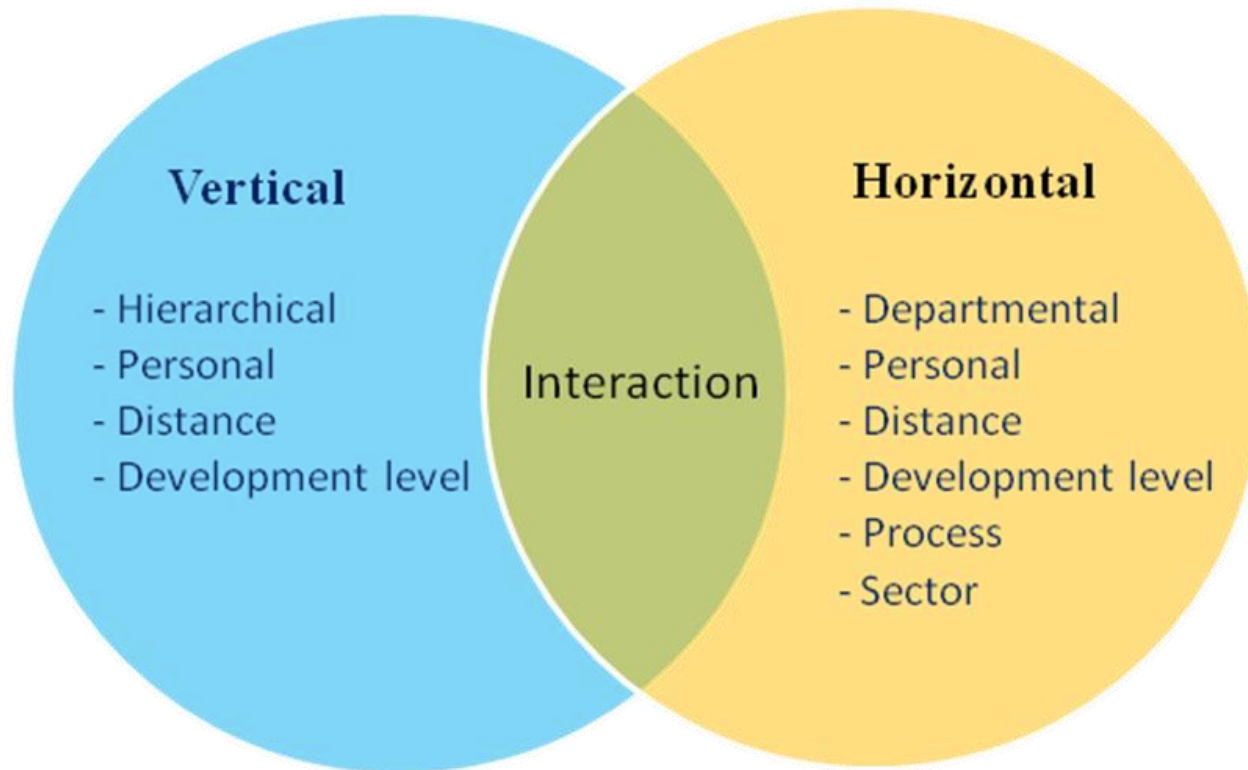 Vertical
- Hierarchical
- Personal
- Distance
- Development level
Interaction
Horizontal
- Departmental
- Personal
- Distance
- Development level
- Process
- Sector